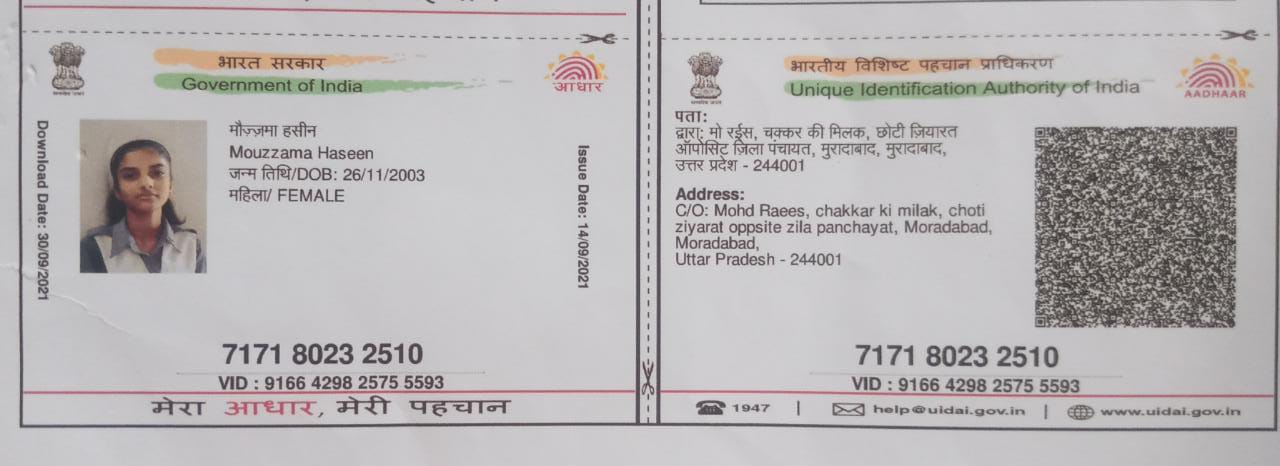 भारत सरकार
Government of India
आधार
Download Date: 30/09/2021
मौज़्ज़मा हसीन
Mouzzama Haseen
जन्म तिथि/DOB: 26/11/2003
महिला/ FEMALE
Issue Date: 14/09/2021
7171 8023 2510
VID : 9166 4298 2575 5593
मेरा आधार, मेरी पहचान
भारतीय विशिष्ट पहचान प्राधिकरण
Unique Identification Authority of India
AADHAAR
पता:
द्वारा: मो रईस, चक्कर की मिलक, छोटी ज़ियारत
ऑपोसिट ज़िला पंचायत, मुरादाबाद, मुरादाबाद,
उत्तर प्रदेश - 244001
Address:
C/O: Mohd Raees, chakkar ki milak, choti
ziyarat oppsite zila panchayat, Moradabad,
Moradabad,
Uttar Pradesh - 244001
7171 8023 2510
VID : 9166 4298 2575 5593
1947 | help@uidai.gov.in | www.uidai.gov.in